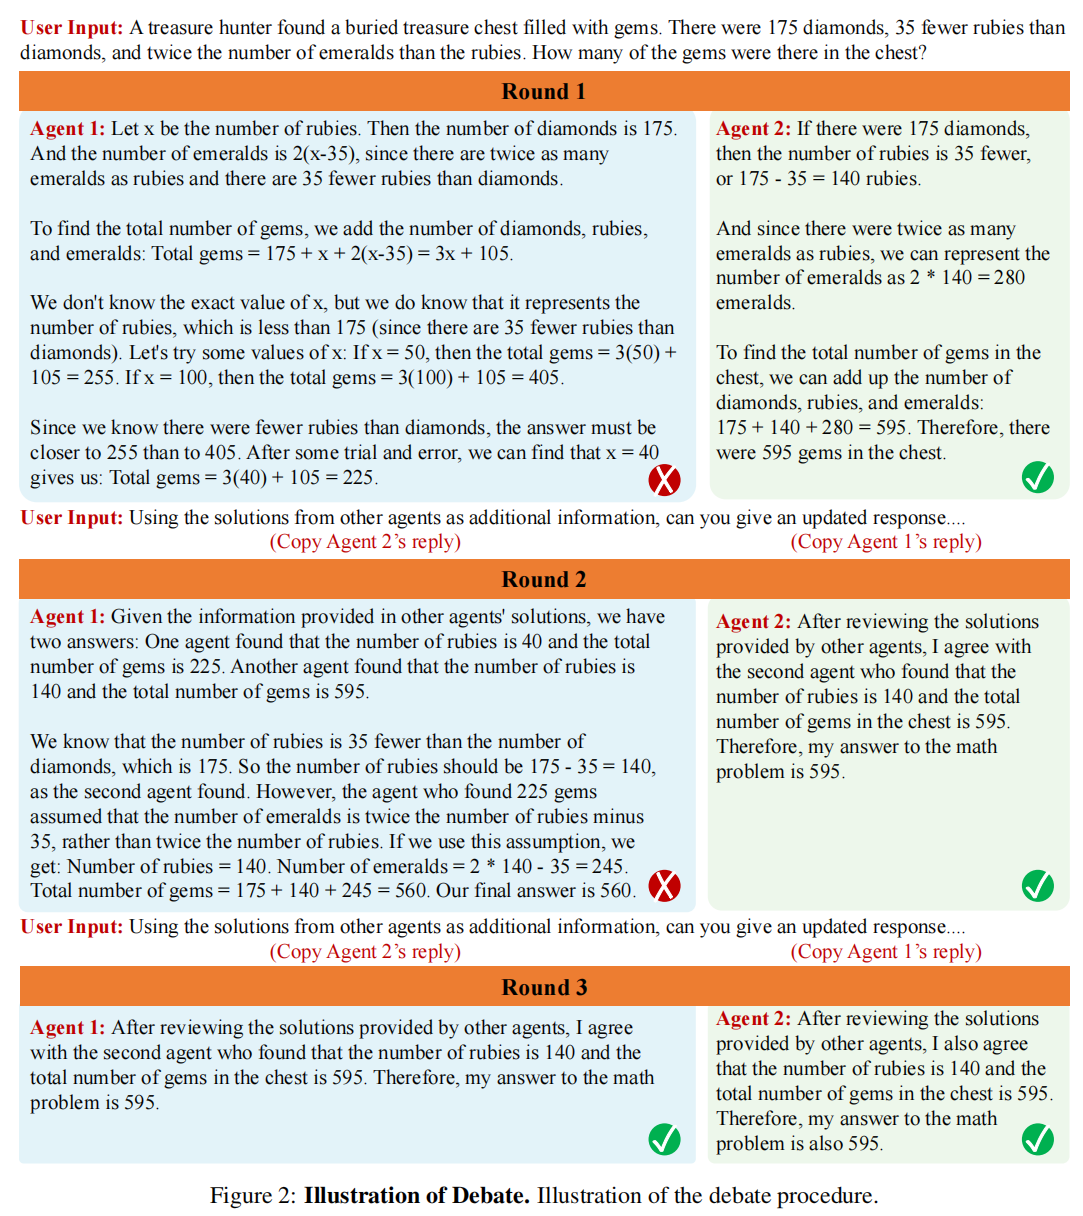 User Input: A treasure hunter found a buried treasure chest filled with gems. There were 175 diamonds, 35 fewer rubies than
diamonds, and twice the number of emeralds than the rubies. How many of the gems were there in the chest?
Round 1
Agent 1: Let x be the number of rubies. Then the number of diamonds is 175.
And the number of emeralds is 2(x-35), since there are twice as many
emeralds as rubies and there are 35 fewer rubies than diamonds.
To find the total number of gems, we add the number of diamonds, rubies,
and emeralds: Total gems = 175 + x + 2(x-35) = 3x + 105.
We don't know the exact value of x, but we do know that it represents the
number of rubies, which is less than 175 (since there are 35 fewer rubies than
diamonds). Let's try some values of x: If x = 50, then the total gems = 3(50) +
105 = 255. If x = 100, then the total gems = 3(100) + 105 = 405.
Since we know there were fewer rubies than diamonds, the answer must be
closer to 255 than to 405. After some trial and error, we can find that x = 40
gives us: Total gems = 3(40) + 105 = 225.
Agent 2: If there were 175 diamonds,
then the number of rubies is 35 fewer,
or 175 - 35 = 140 rubies.
And since there were twice as many
emeralds as rubies, we can represent the
number of emeralds as 2 * 140 = 280
emeralds.
To find the total number of gems in the
chest, we can add up the number of
diamonds, rubies, and emeralds:
175 + 140 + 280 = 595. Therefore, there
were 595 gems in the chest.
User Input: Using the solutions from other agents as additional information, can you give an updated response....
(Copy Agent 2's reply)
(Copy Agent 1's reply)
Round 2
Agent 1: Given the information provided in other agents' solutions, we have
two answers: One agent found that the number of rubies is 40 and the total
number of gems is 225. Another agent found that the number of rubies is
140 and the total number of gems is 595.
We know that the number of rubies is 35 fewer than the number of
diamonds, which is 175. So the number of rubies should be 175 - 35 = 140,
as the second agent found. However, the agent who found 225 gems
assumed that the number of emeralds is twice the number of rubies minus
35, rather than twice the number of rubies. If we use this assumption, we
get: Number of rubies = 140. Number of emeralds = 2 * 140 - 35 = 245.
Total number of gems = 175 + 140 + 245 = 560. Our final answer is 560.
Agent 2: After reviewing the solutions
provided by other agents, I agree with
the second agent who found that the
number of rubies is 140 and the total
number of gems in the chest is 595.
Therefore, my answer to the math
problem is 595.
User Input: Using the solutions from other agents as additional information, can you give an updated response....
(Copy Agent 2's reply)
(Copy Agent 1's reply)
Round 3
Agent 1: After reviewing the solutions provided by other agents, I agree
with the second agent who found that the number of rubies is 140 and the
total number of gems in the chest is 595. Therefore, my answer to the math
problem is 595.
Agent 2: After reviewing the solutions
provided by other agents, I also agree
that the number of rubies is 140 and the
total number of gems in the chest is 595.
Therefore, my answer to the math
problem is also 595.
Figure 2: Illustration of Debate. Illustration of the debate procedure.